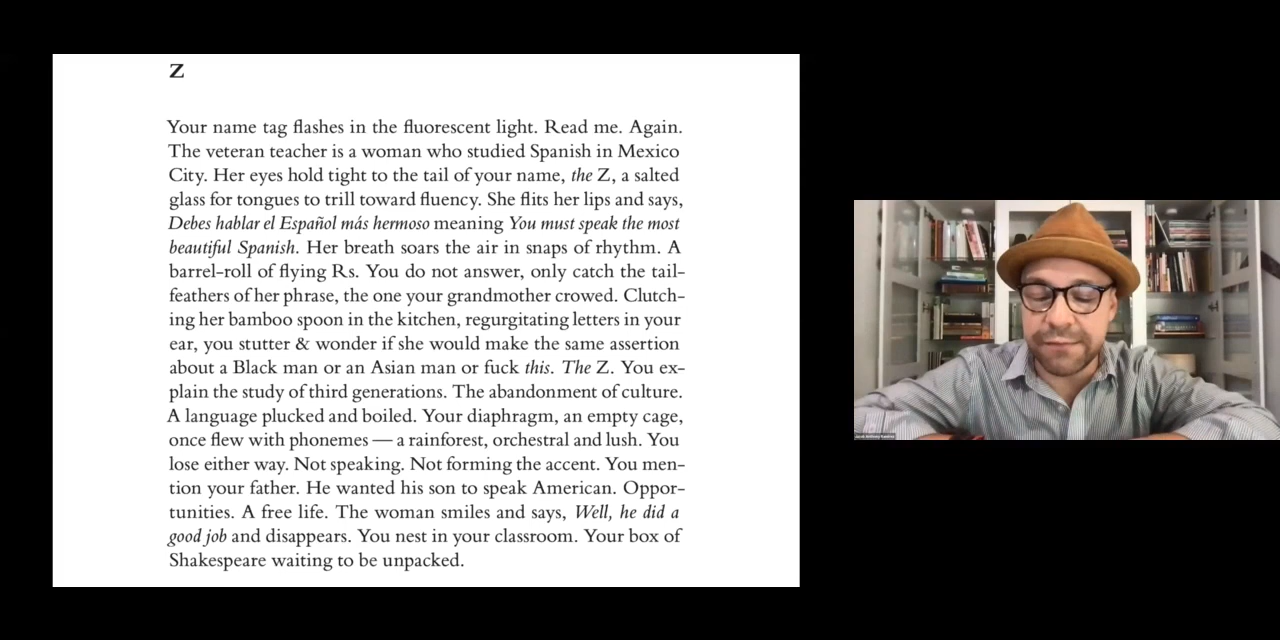 Z
Your name tag flashes in the fluorescent light. Read me. Again.
The veteran teacher is a woman who studied Spanish in Mexico
City. Her eyes hold tight to the tail of your name, the Z, a salted
glass for tongues to trill toward fluency. She flits her lips and says,
Debes hablar el Español más hermoso meaning You must speak the most
beautiful Spanish. Her breath soars the air in snaps of rhythm. A
barrel-roll of flying Rs. You do not answer, only catch the tail-
feathers of her phrase, the one your grandmother crowed. Clutch-
ing her bamboo spoon in the kitchen, regurgitating letters in your
ear, you stutter & wonder if she would make the same assertion
about a Black man or an Asian man or fuck this. The Z. You ex-
plain the study of third generations. The abandonment of culture.
A language plucked and boiled. Your diaphragm, an empty cage,
once flew with phonemes — a rainforest, orchestral and lush. You
lose either way. Not speaking. Not forming the accent. You men-
tion your father. He wanted his son to speak American. Oppor-
tunities. A free life. The woman smiles and says, Well, he did a
good job and disappears. You nest in your classroom. Your box of
Shakespeare waiting to be unpacked.